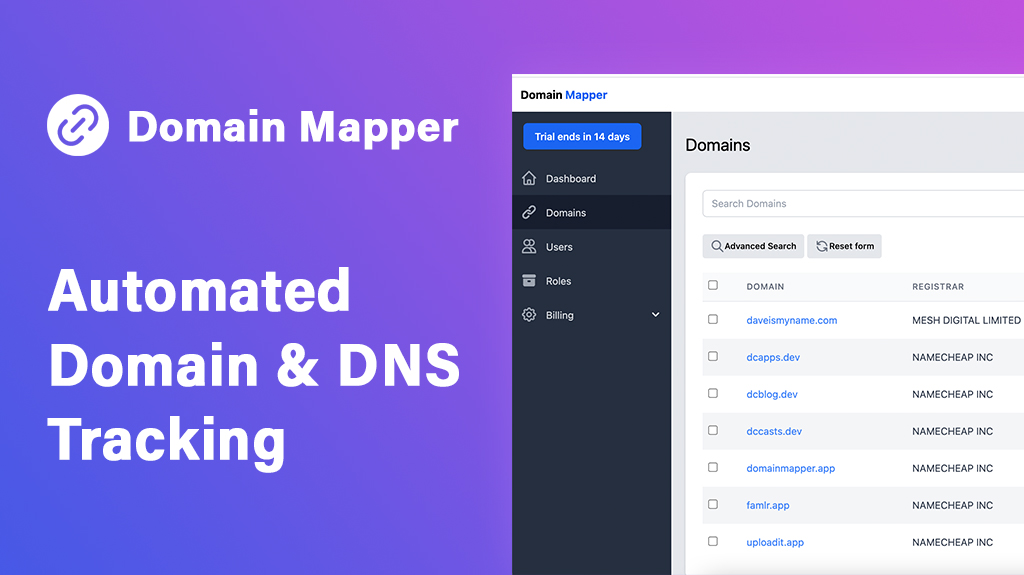 Domain Mapper
Automated
Domain & DNS
Tracking
Domain Mapper
Trial ends in 14 days
Dashboard
Domains
Users
Roles
Billing
Domains
Search Domains
Advanced Search Reset form
DOMAIN REGISTRAR
daveismyname.com MESH DIGITAL LIMITED
dcapps.dev NAMECHEAP INC
dcblog.dev NAMECHEAP INC
dccasts.dev NAMECHEAP INC
domainmapper.app NAMECHEAP INC
famlr.app NAMECHEAP INC
uploadit.app NAMECHEAP INC